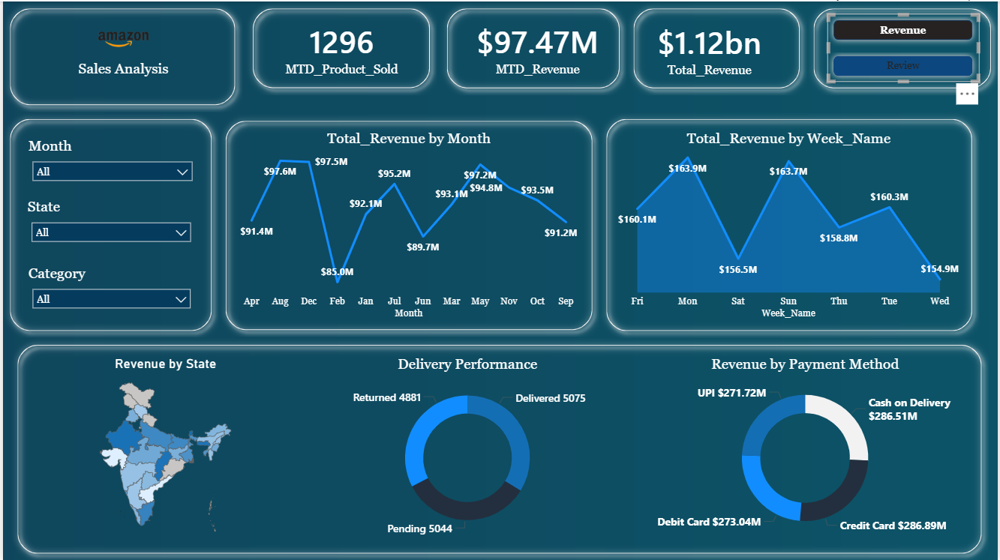 amazon
Sales Analysis
1296
MTD_Product_Sold
$97.47M
MTD_Revenue
$1.12bn
Total_Revenue
Revenue
Review
Month
All
State
All
Category
All
Total_Revenue by Month
$91.4M
$97.6M
$97.5M
$85.0M
$92.1M
$95.2M
$89.7M
$93.1M
$97.2M
$94.8M
$93.5M
$91.2M
Apr Aug Dec Feb Jan Jul Jun Mar May Nov Oct Sep
Month
Total_Revenue by Week_Name
$160.1M
$163.9M
$156.5M
$163.7M
$158.8M
$160.3M
$154.9M
Fri Mon Sat Sun Thu Tue Wed
Week_Name
Revenue by State
Delivery Performance
Returned 4881
Delivered 5075
Pending 5044
Revenue by Payment Method
UPI $271.72M
Cash on Delivery
$286.51M
Debit Card $273.04M
Credit Card $286.89M